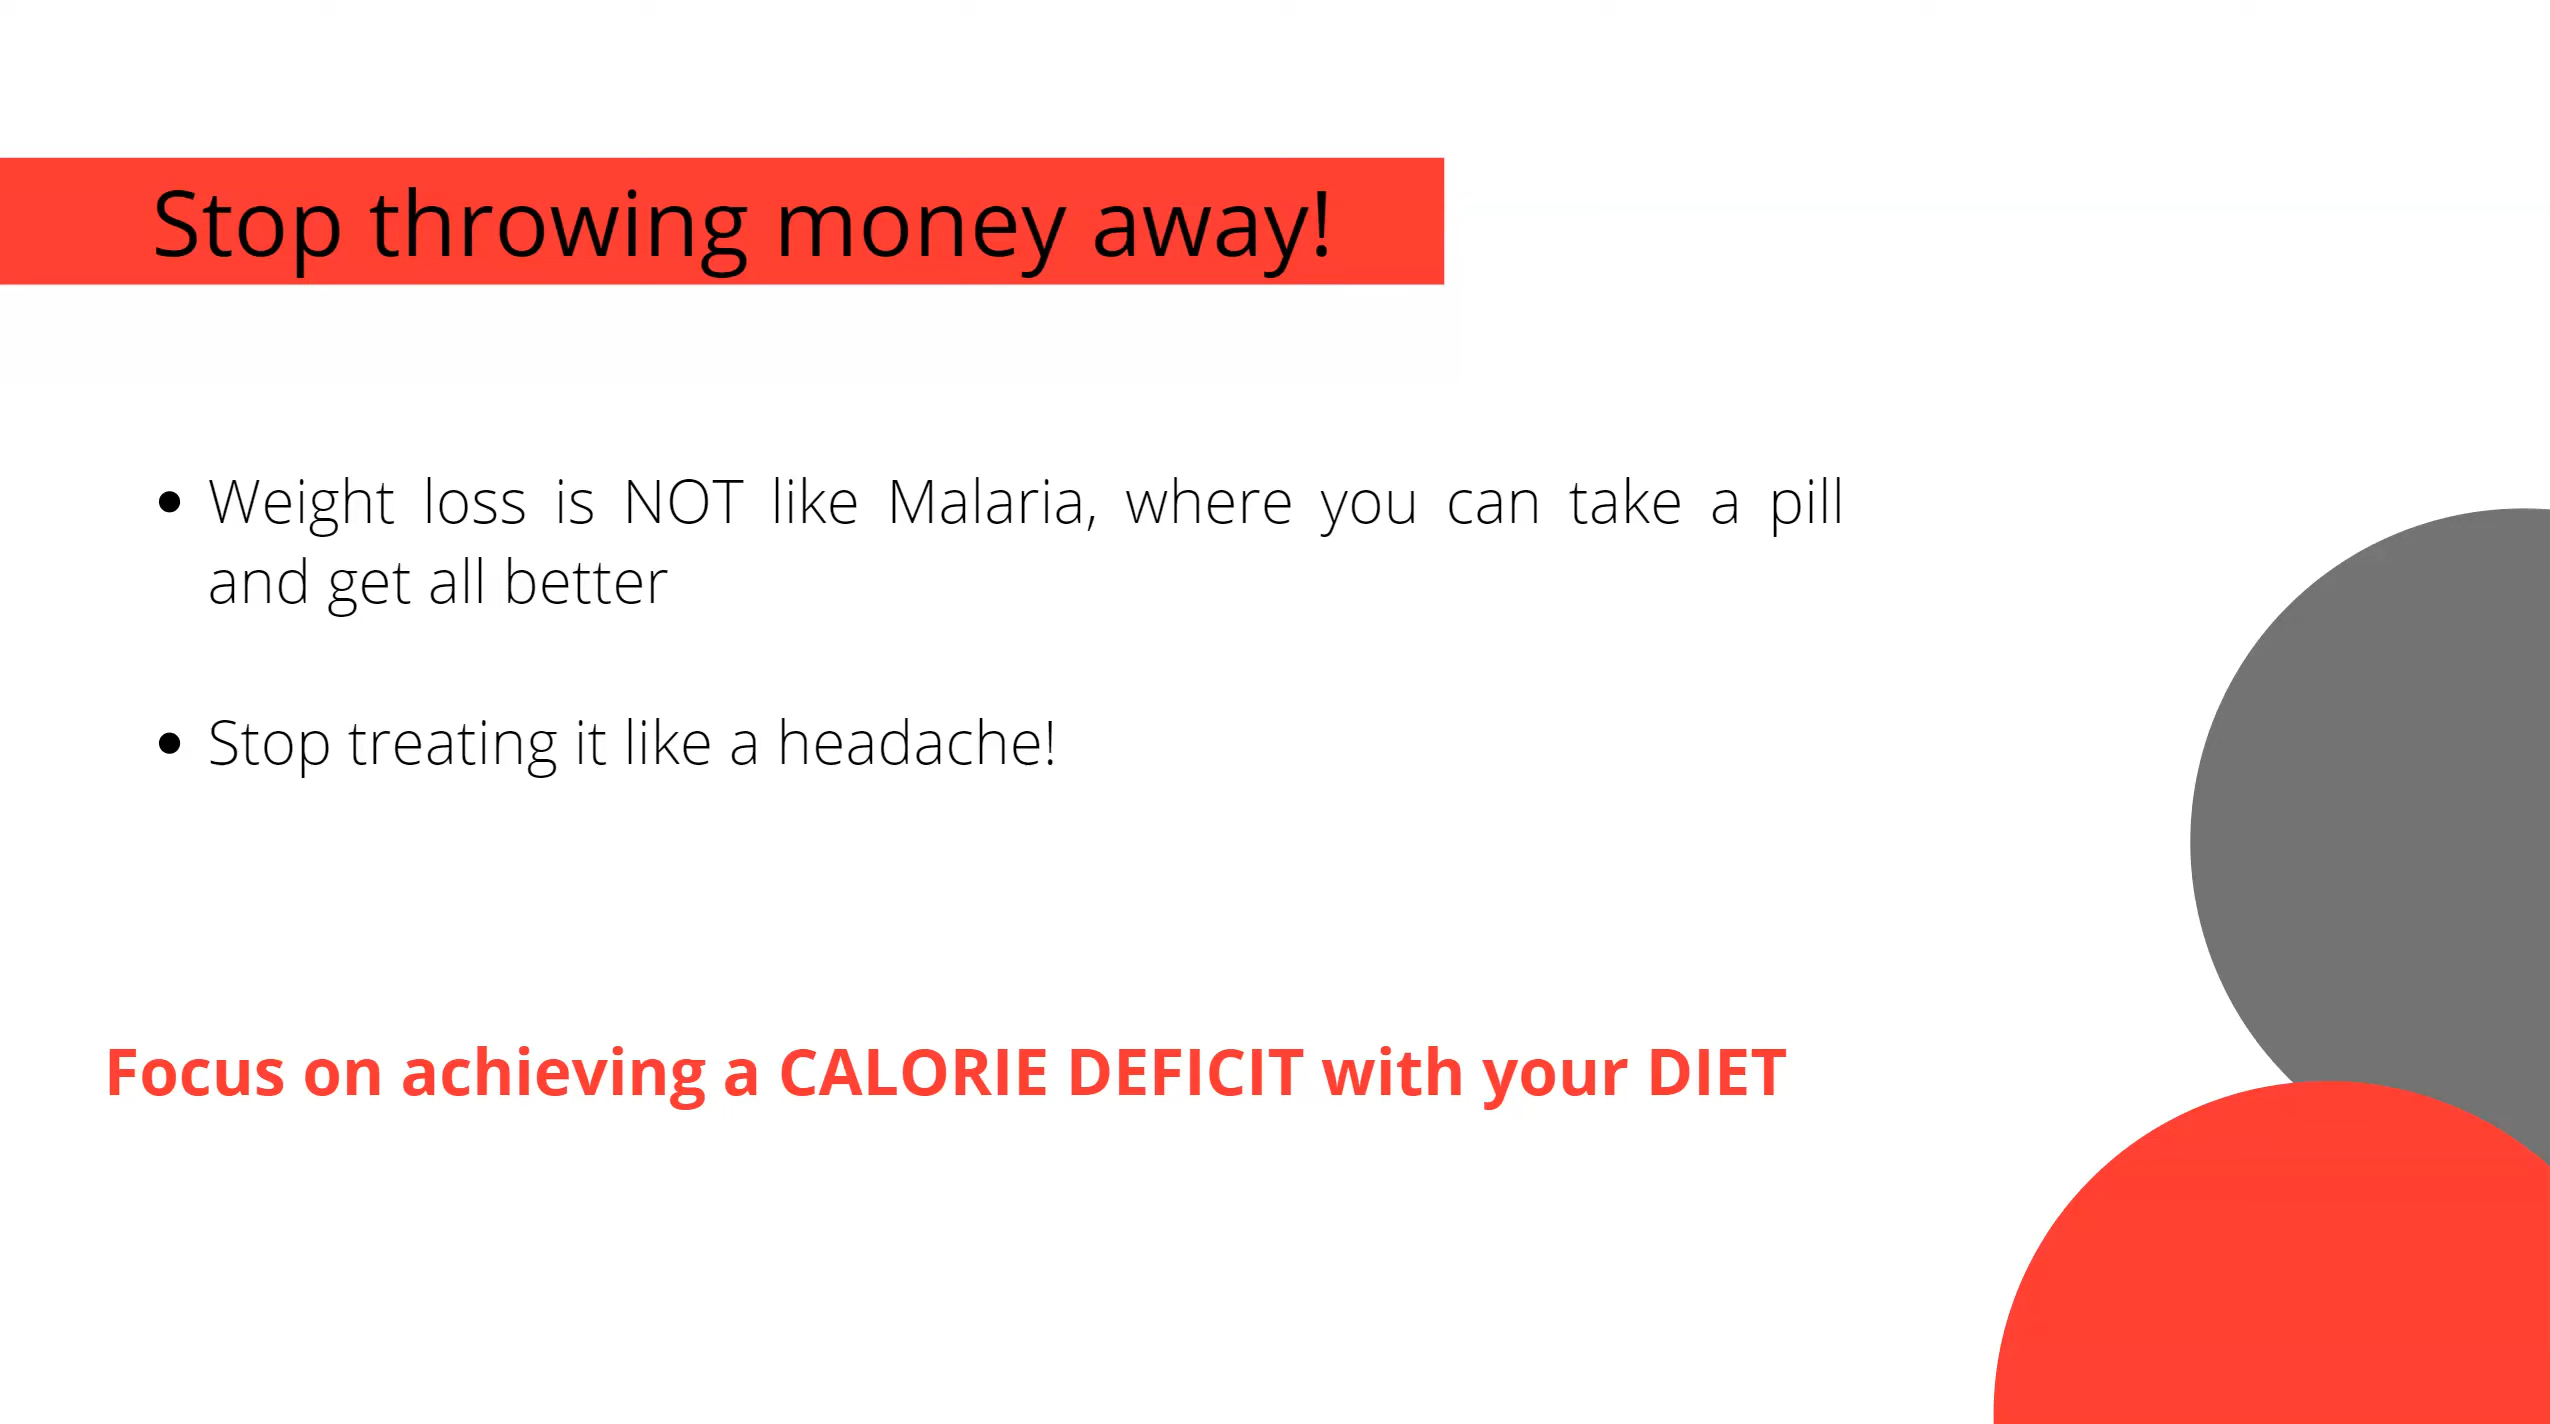 Stop throwing money away!
• Weight loss is NOT like Malaria, where you can take a pill
and get all better
• Stop treating it like a headache!
Focus on achieving a CALORIE DEFICIT with your DIET